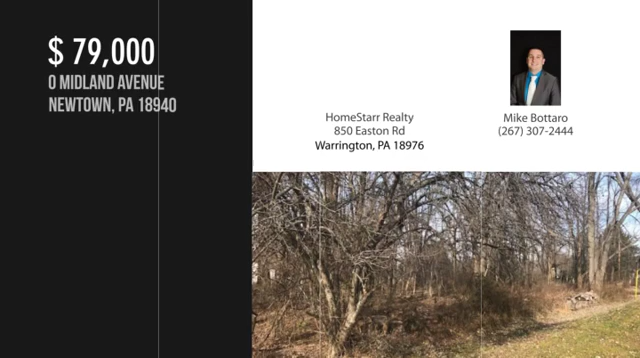 $ 79,000
0 MIDLAND AVENUE
NEWTOWN, PA 18940
HomeStarr Realty
850 Easton Rd
Warrington, PA 18976
Mike Bottaro
(267) 307-2444